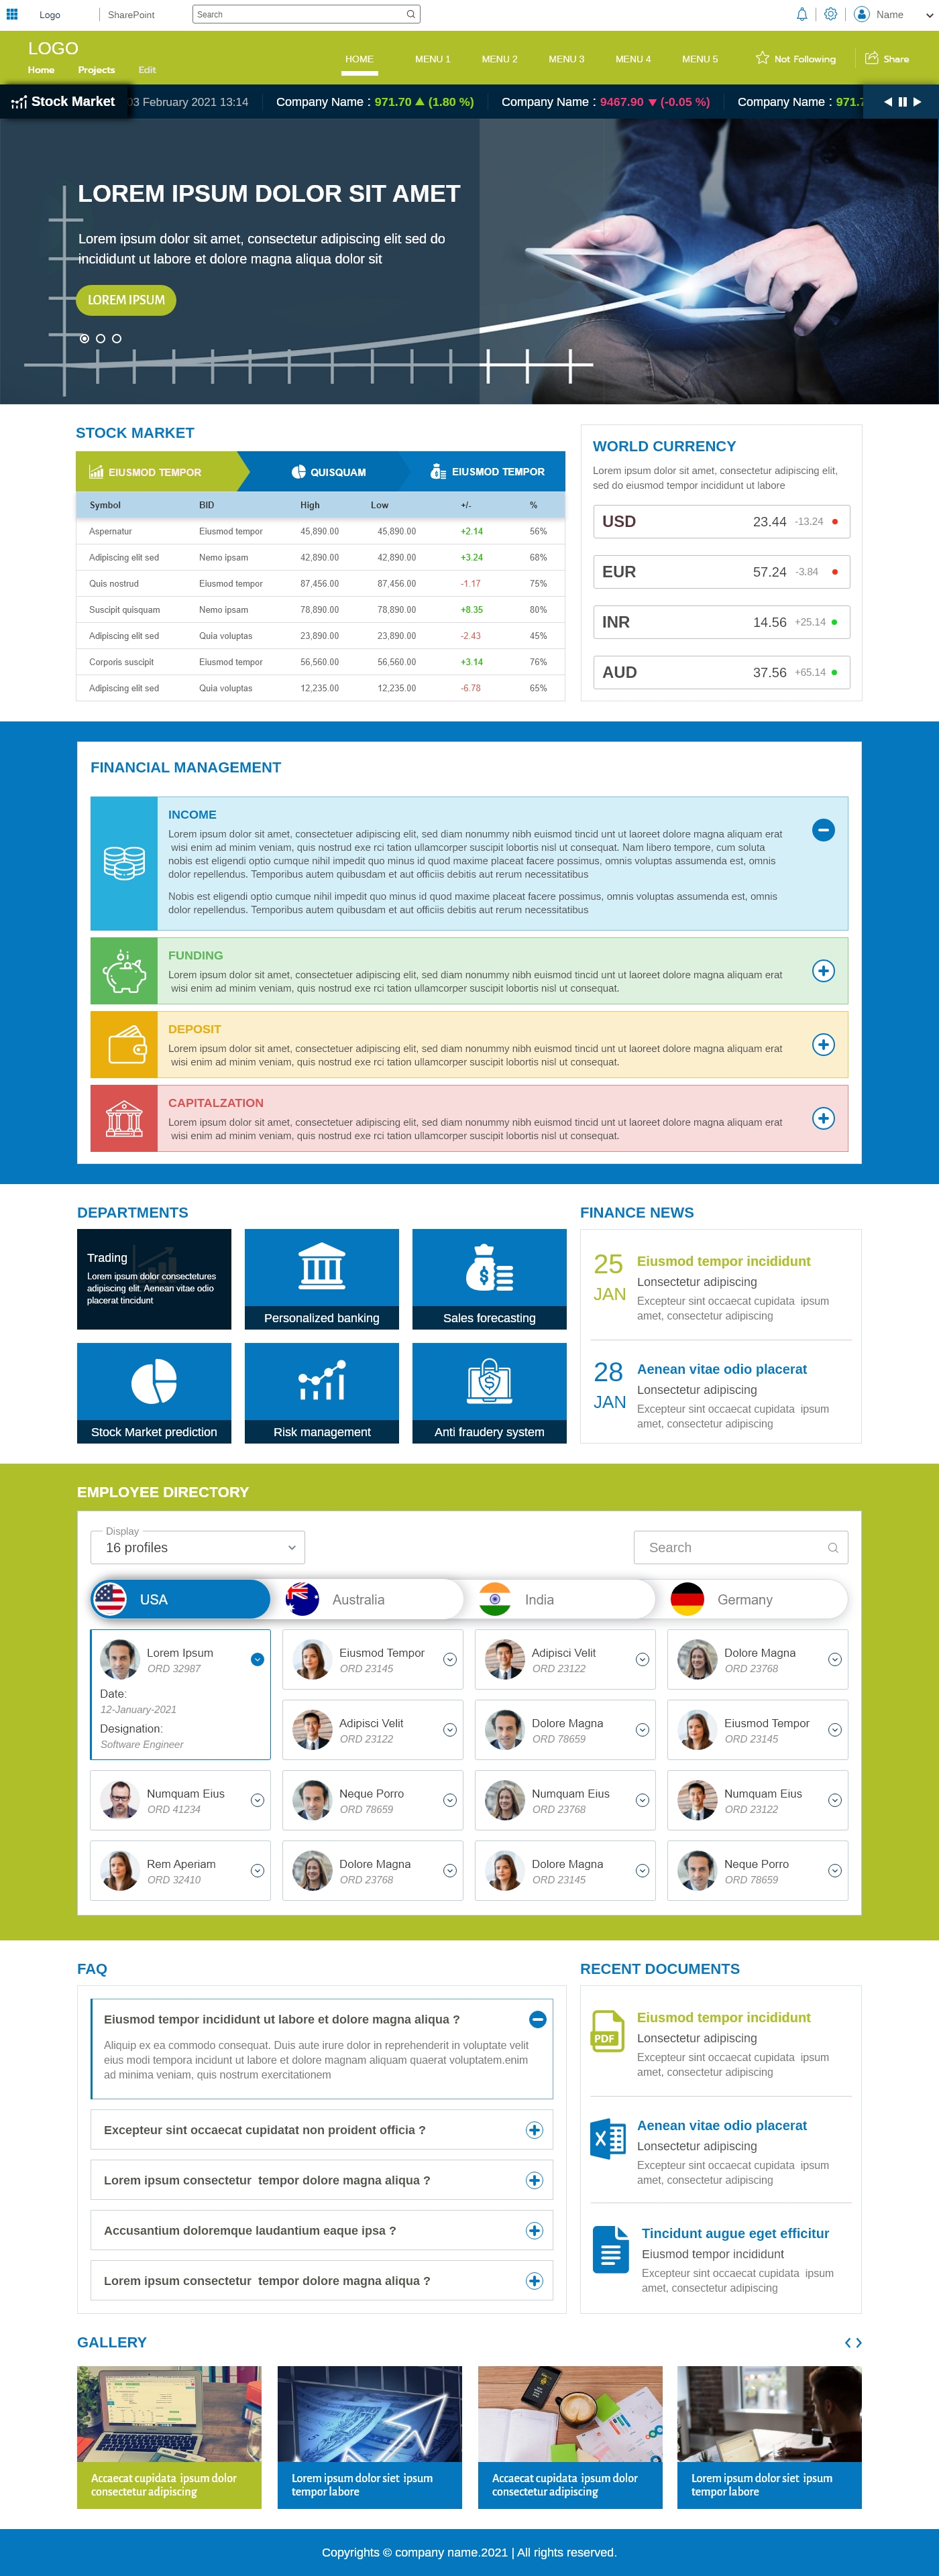 Logo
SharePoint
Search
Name
LOGO
Home Projects Edit
HOME MENU 1 MENU 2 MENU 3 MENU 4 MENU 5
Not Following Share
Stock Market
03 February 2021 13:14 Company Name : 971.70 ▲ (1.80 %) Company Name : 9467.90 ▼ (-0.05 %) Company Name : 971.7
LOREM IPSUM DOLOR SIT AMET
Lorem ipsum dolor sit amet, consectetur adipiscing elit sed do
incididunt ut labore et dolore magna aliqua dolor sit
LOREM IPSUM
STOCK MARKET
EIUSMOD TEMPOR QUISQUAM EIUSMOD TEMPOR
Symbol BID High Low +/- %
Aspernatur Eiusmod tempor 45,890.00 45,890.00 +2.14 56%
Adipiscing elit sed Nemo ipsam 42,890.00 42,890.00 +3.24 68%
Quis nostrud Eiusmod tempor 87,456.00 87,456.00 -1.17 75%
Suscipit quisquam Nemo ipsam 78,890.00 78,890.00 +8.35 80%
Adipiscing elit sed Quia voluptas 23,890.00 23,890.00 -2.43 45%
Corporis suscipit Eiusmod tempor 56,560.00 56,560.00 +3.14 76%
Adipiscing elit sed Quia voluptas 12,235.00 12,235.00 -6.78 65%
WORLD CURRENCY
Lorem ipsum dolor sit amet, consectetur adipiscing elit,
sed do eiusmod tempor incididunt ut labore
USD 23.44 -13.24
EUR 57.24 -3.84
INR 14.56 +25.14
AUD 37.56 +65.14
FINANCIAL MANAGEMENT
INCOME
Lorem ipsum dolor sit amet, consectetuer adipiscing elit, sed diam nonummy nibh euismod tincid unt ut laoreet dolore magna aliquam erat
wisi enim ad minim veniam, quis nostrud exe rci tation ullamcorper suscipit lobortis nisl ut consequat. Nam libero tempore, cum soluta
nobis est eligendi optio cumque nihil impedit quo minus id quod maxime placeat facere possimus, omnis voluptas assumenda est, omnis
dolor repellendus. Temporibus autem quibusdam et aut officiis debitis aut rerum necessitatibus
Nobis est eligendi optio cumque nihil impedit quo minus id quod maxime placeat facere possimus, omnis voluptas assumenda est, omnis
dolor repellendus. Temporibus autem quibusdam et aut officiis debitis aut rerum necessitatibus
FUNDING
Lorem ipsum dolor sit amet, consectetuer adipiscing elit, sed diam nonummy nibh euismod tincid unt ut laoreet dolore magna aliquam erat
wisi enim ad minim veniam, quis nostrud exe rci tation ullamcorper suscipit lobortis nisl ut consequat.
DEPOSIT
Lorem ipsum dolor sit amet, consectetuer adipiscing elit, sed diam nonummy nibh euismod tincid unt ut laoreet dolore magna aliquam erat
wisi enim ad minim veniam, quis nostrud exe rci tation ullamcorper suscipit lobortis nisl ut consequat.
CAPITALZATION
Lorem ipsum dolor sit amet, consectetuer adipiscing elit, sed diam nonummy nibh euismod tincid unt ut laoreet dolore magna aliquam erat
wisi enim ad minim veniam, quis nostrud exe rci tation ullamcorper suscipit lobortis nisl ut consequat.
DEPARTMENTS
Trading
Lorem ipsum dolor consectetures
adipiscing elit. Aenean vitae odio
placerat tincidunt
Personalized banking
Sales forecasting
Stock Market prediction
Risk management
Anti fraudery system
FINANCE NEWS
25 JAN
Eiusmod tempor incididunt
Lonsectetur adipiscing
Excepteur sint occaecat cupidata ipsum
amet, consectetur adipiscing
28 JAN
Aenean vitae odio placerat
Lonsectetur adipiscing
Excepteur sint occaecat cupidata ipsum
amet, consectetur adipiscing
EMPLOYEE DIRECTORY
Display
16 profiles
Search
USA Australia India Germany
Lorem Ipsum
ORD 32987
Date:
12-January-2021
Designation:
Software Engineer
Eiusmod Tempor
ORD 23145
Adipisci Velit
ORD 23122
Dolore Magna
ORD 23768
Adipisci Velit
ORD 23122
Dolore Magna
ORD 78659
Eiusmod Tempor
ORD 23145
Numquam Eius
ORD 41234
Neque Porro
ORD 78659
Numquam Eius
ORD 23768
Numquam Eius
ORD 23122
Rem Aperiam
ORD 32410
Dolore Magna
ORD 23768
Dolore Magna
ORD 23145
Neque Porro
ORD 78659
FAQ
Eiusmod tempor incididunt ut labore et dolore magna aliqua ?
Aliquip ex ea commodo consequat. Duis aute irure dolor in reprehenderit in voluptate velit
eius modi tempora incidunt ut labore et dolore magnam aliquam quaerat voluptatem.enim
ad minima veniam, quis nostrum exercitationem
Excepteur sint occaecat cupidatat non proident officia ?
Lorem ipsum consectetur tempor dolore magna aliqua ?
Accusantium doloremque laudantium eaque ipsa ?
Lorem ipsum consectetur tempor dolore magna aliqua ?
RECENT DOCUMENTS
PDF
Eiusmod tempor incididunt
Lonsectetur adipiscing
Excepteur sint occaecat cupidata ipsum
amet, consectetur adipiscing
X
Aenean vitae odio placerat
Lonsectetur adipiscing
Excepteur sint occaecat cupidata ipsum
amet, consectetur adipiscing
Tincidunt augue eget efficitur
Eiusmod tempor incididunt
Excepteur sint occaecat cupidata ipsum
amet, consectetur adipiscing
GALLERY
Accaecat cupidata ipsum dolor
consectetur adipiscing
Lorem ipsum dolor siet ipsum
tempor labore
Accaecat cupidata ipsum dolor
consectetur adipiscing
Lorem ipsum dolor siet ipsum
tempor labore
Copyrights © company name.2021 | All rights reserved.